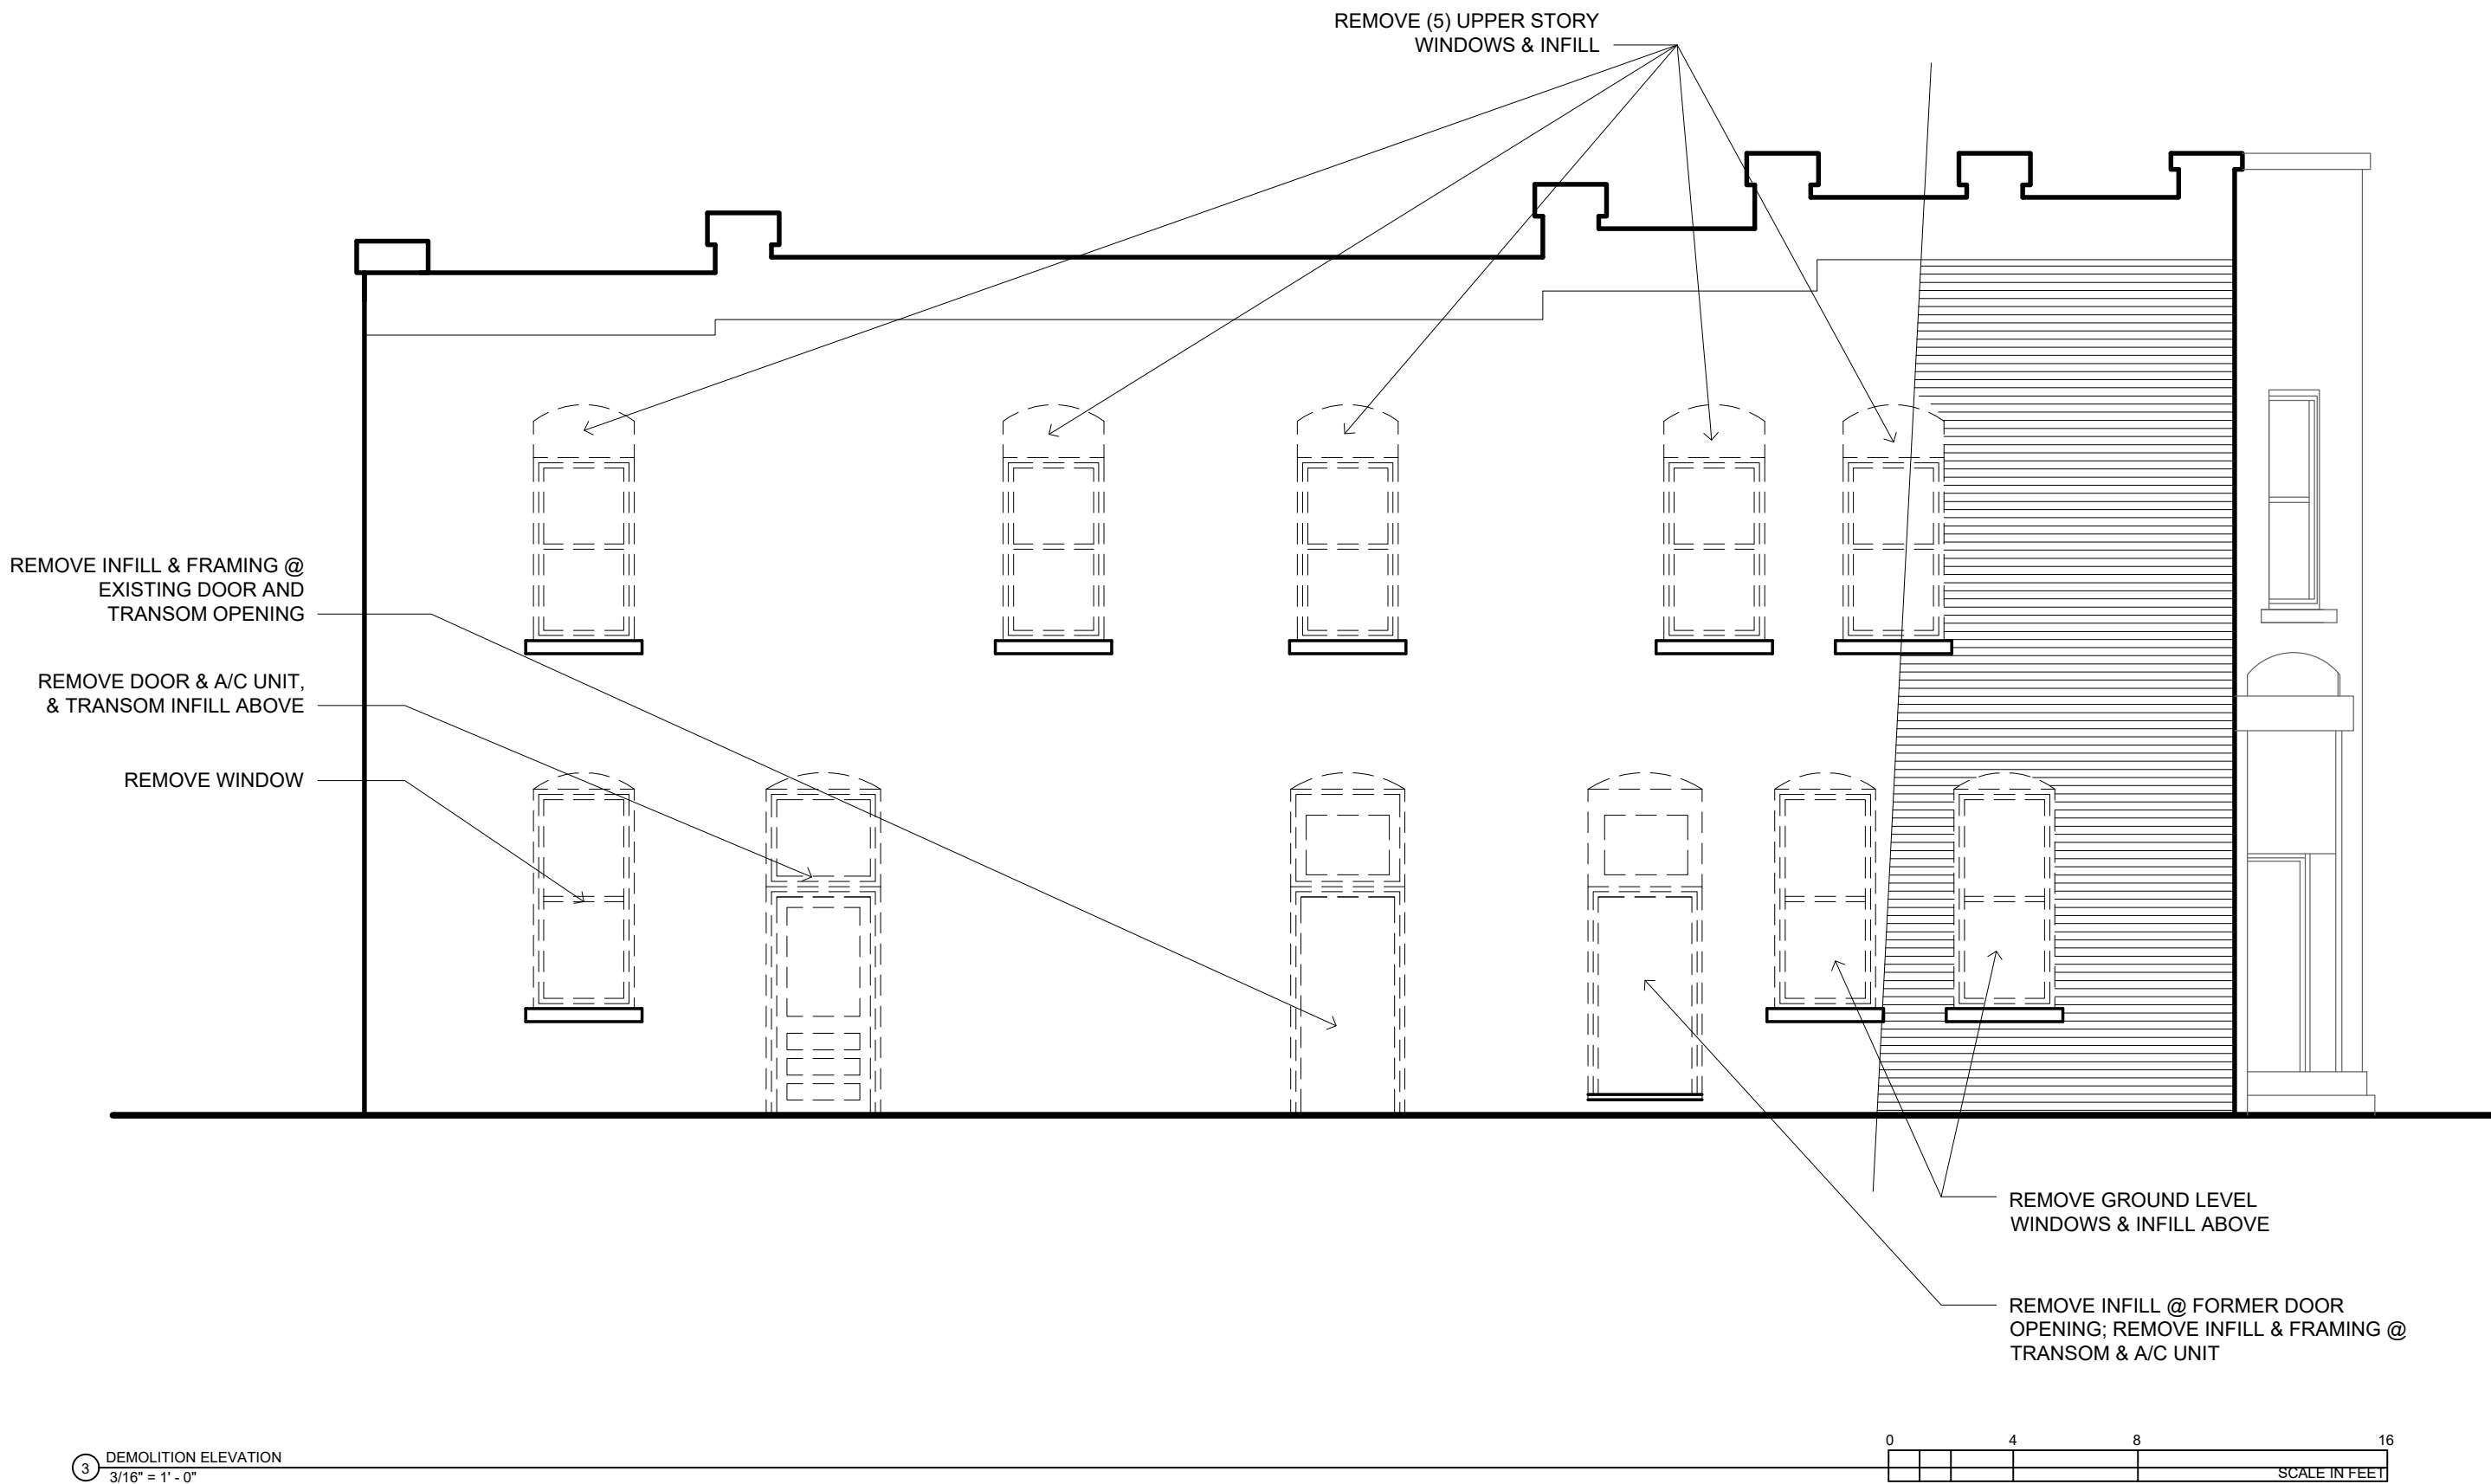 REMOVE (5) UPPER STORY
WINDOWS & INFILL
REMOVE INFILL & FRAMING @
EXISTING DOOR AND
TRANSOM OPENING
REMOVE DOOR & A/C UNIT,
& TRANSOM INFILL ABOVE
REMOVE WINDOW
REMOVE GROUND LEVEL
WINDOWS & INFILL ABOVE
REMOVE INFILL @ FORMER DOOR
OPENING; REMOVE INFILL & FRAMING @
TRANSOM & A/C UNIT
3 DEMOLITION ELEVATION
3/16" = 1' - 0"
0 4 8 16
SCALE IN FEET